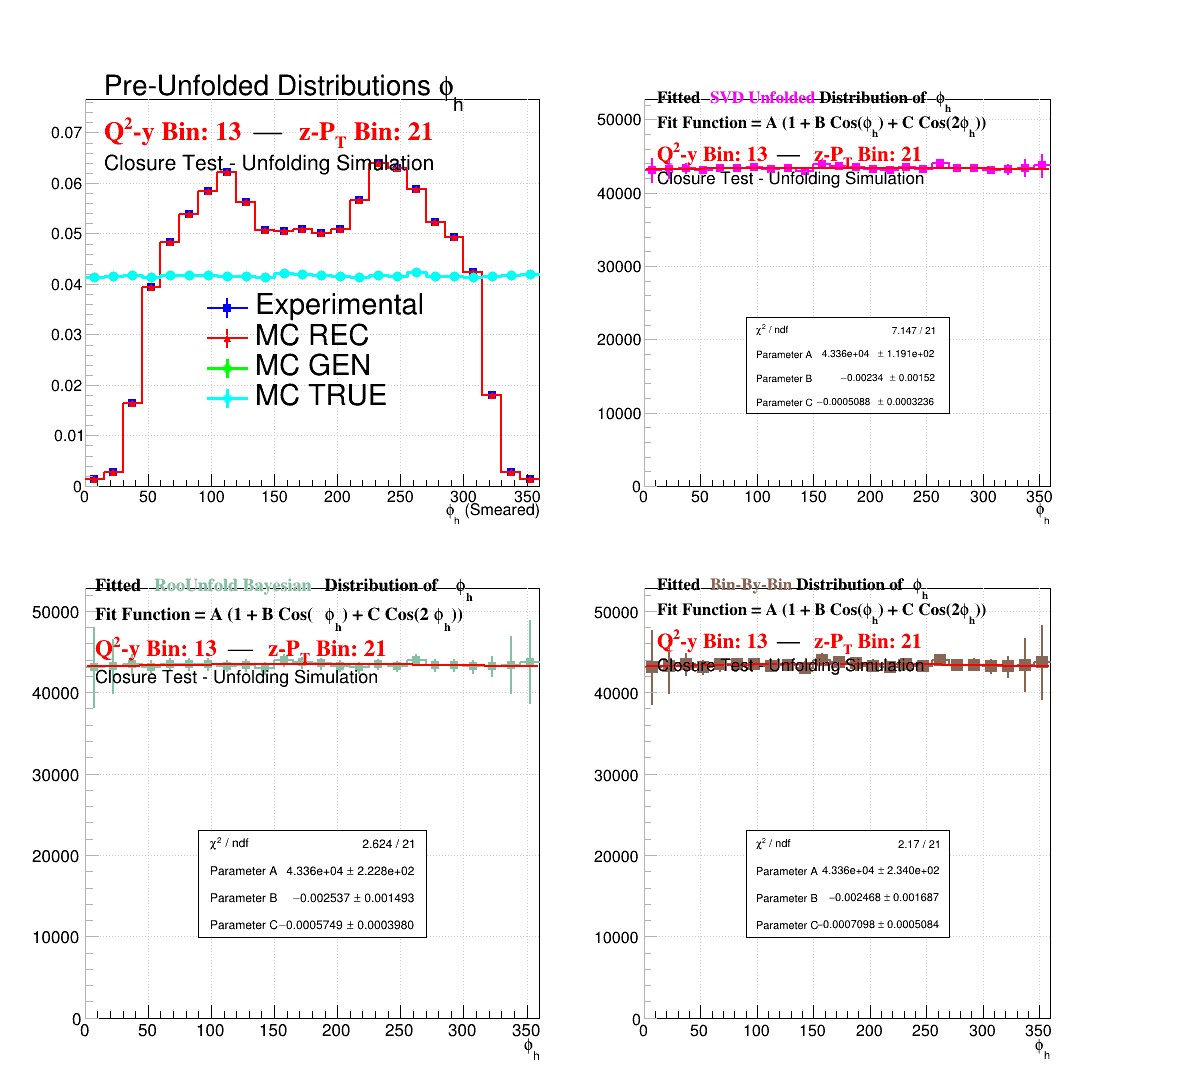 Pre-Unfolded Distributions ϕh
Q2-y Bin: 13 — z-PT Bin: 21
Closure Test - Unfolding Simulation
0.07
0.06
0.05
0.04
0.03
0.02
0.01
0
Experimental
MC REC
MC GEN
MC TRUE
0 50 100 150 200 250 300 350
ϕh (Smeared)
Fitted SVD Unfolded Distribution of ϕh
Fit Function = A (1 + B Cos(ϕh) + C Cos(2ϕh))
Q2-y Bin: 13 — z-PT Bin: 21
Closure Test - Unfolding Simulation
50000
40000
30000
20000
10000
0
χ2 / ndf 7.147 / 21
Parameter A 4.336e+04 ± 1.191e+02
Parameter B −0.00234 ± 0.00152
Parameter C −0.0005088 ± 0.0003236
0 50 100 150 200 250 300 350
ϕh
Fitted RooUnfold Bayesian Distribution of ϕh
Fit Function = A (1 + B Cos( ϕh) + C Cos(2 ϕh))
Q2-y Bin: 13 — z-PT Bin: 21
Closure Test - Unfolding Simulation
50000
40000
30000
20000
10000
0
χ2 / ndf 2.624 / 21
Parameter A 4.336e+04 ± 2.228e+02
Parameter B −0.002537 ± 0.001493
Parameter C −0.0005749 ± 0.0003980
0 50 100 150 200 250 300 350
ϕh
Fitted Bin-By-Bin Distribution of ϕh
Fit Function = A (1 + B Cos(ϕh) + C Cos(2ϕh))
Q2-y Bin: 13 — z-PT Bin: 21
Closure Test - Unfolding Simulation
50000
40000
30000
20000
10000
0
χ2 / ndf 2.17 / 21
Parameter A 4.336e+04 ± 2.340e+02
Parameter B −0.002468 ± 0.001687
Parameter C −0.0007098 ± 0.0005084
0 50 100 150 200 250 300 350
ϕh